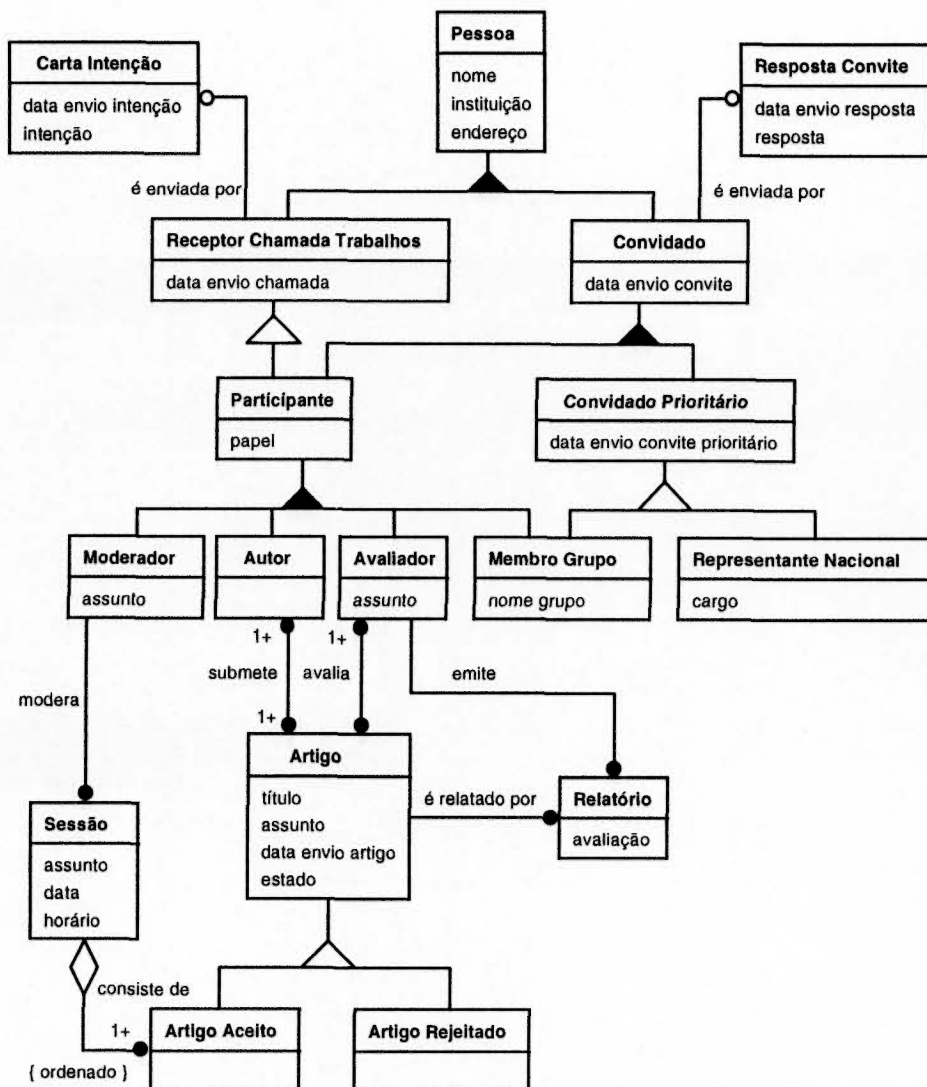 Pessoa
nome
instituição
endereço
Carta Intenção
data envio intenção
intenção
Resposta Convite
data envio resposta
resposta
é enviada por
é enviada por
Receptor Chamada Trabalhos
data envio chamada
Convidado
data envio convite
Participante
papel
Convidado Prioritário
data envio convite prioritário
Moderador
assunto
Autor
Avaliador
assunto
Membro Grupo
nome grupo
Representante Nacional
cargo
1+
1+
submete
avalia
emite
modera
1+
Artigo
título
assunto
data envio artigo
estado
é relatado por
Relatório
avaliação
Sessão
assunto
data
horário
consiste de
1+
{ ordenado }
Artigo Aceito
Artigo Rejeitado